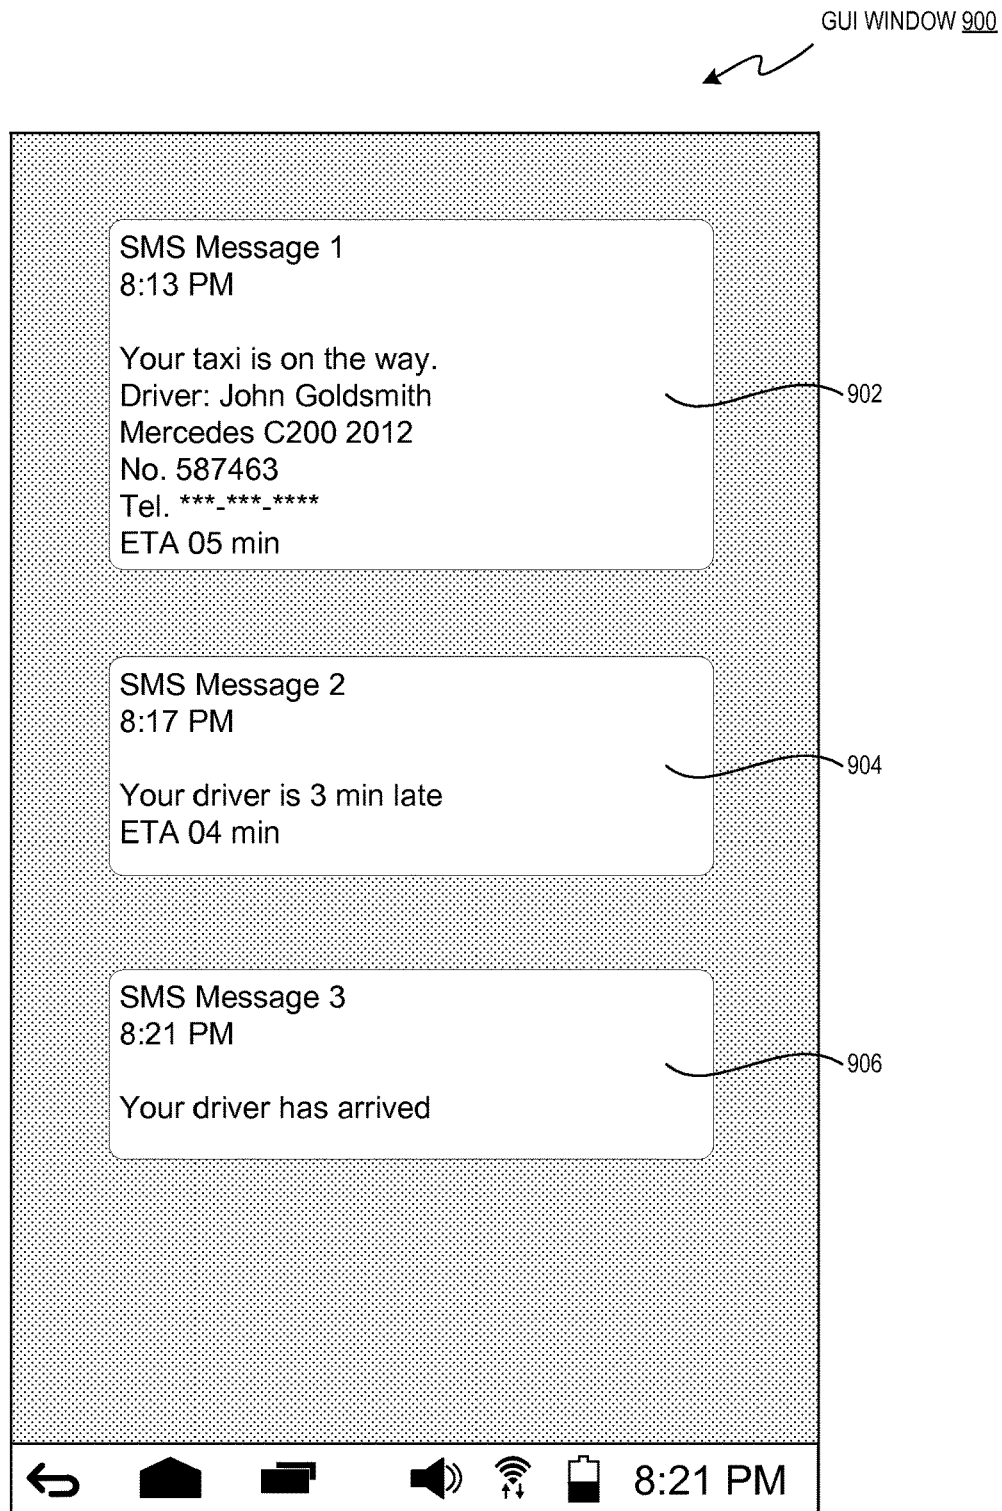 GUI WINDOW 900
SMS Message 1
8:13 PM
Your taxi is on the way.
Driver: John Goldsmith
Mercedes C200 2012
No. 587463
Tel. ***-***-****
ETA 05 min
902
SMS Message 2
8:17 PM
Your driver is 3 min late
ETA 04 min
904
SMS Message 3
8:21 PM
Your driver has arrived
906
8:21 PM